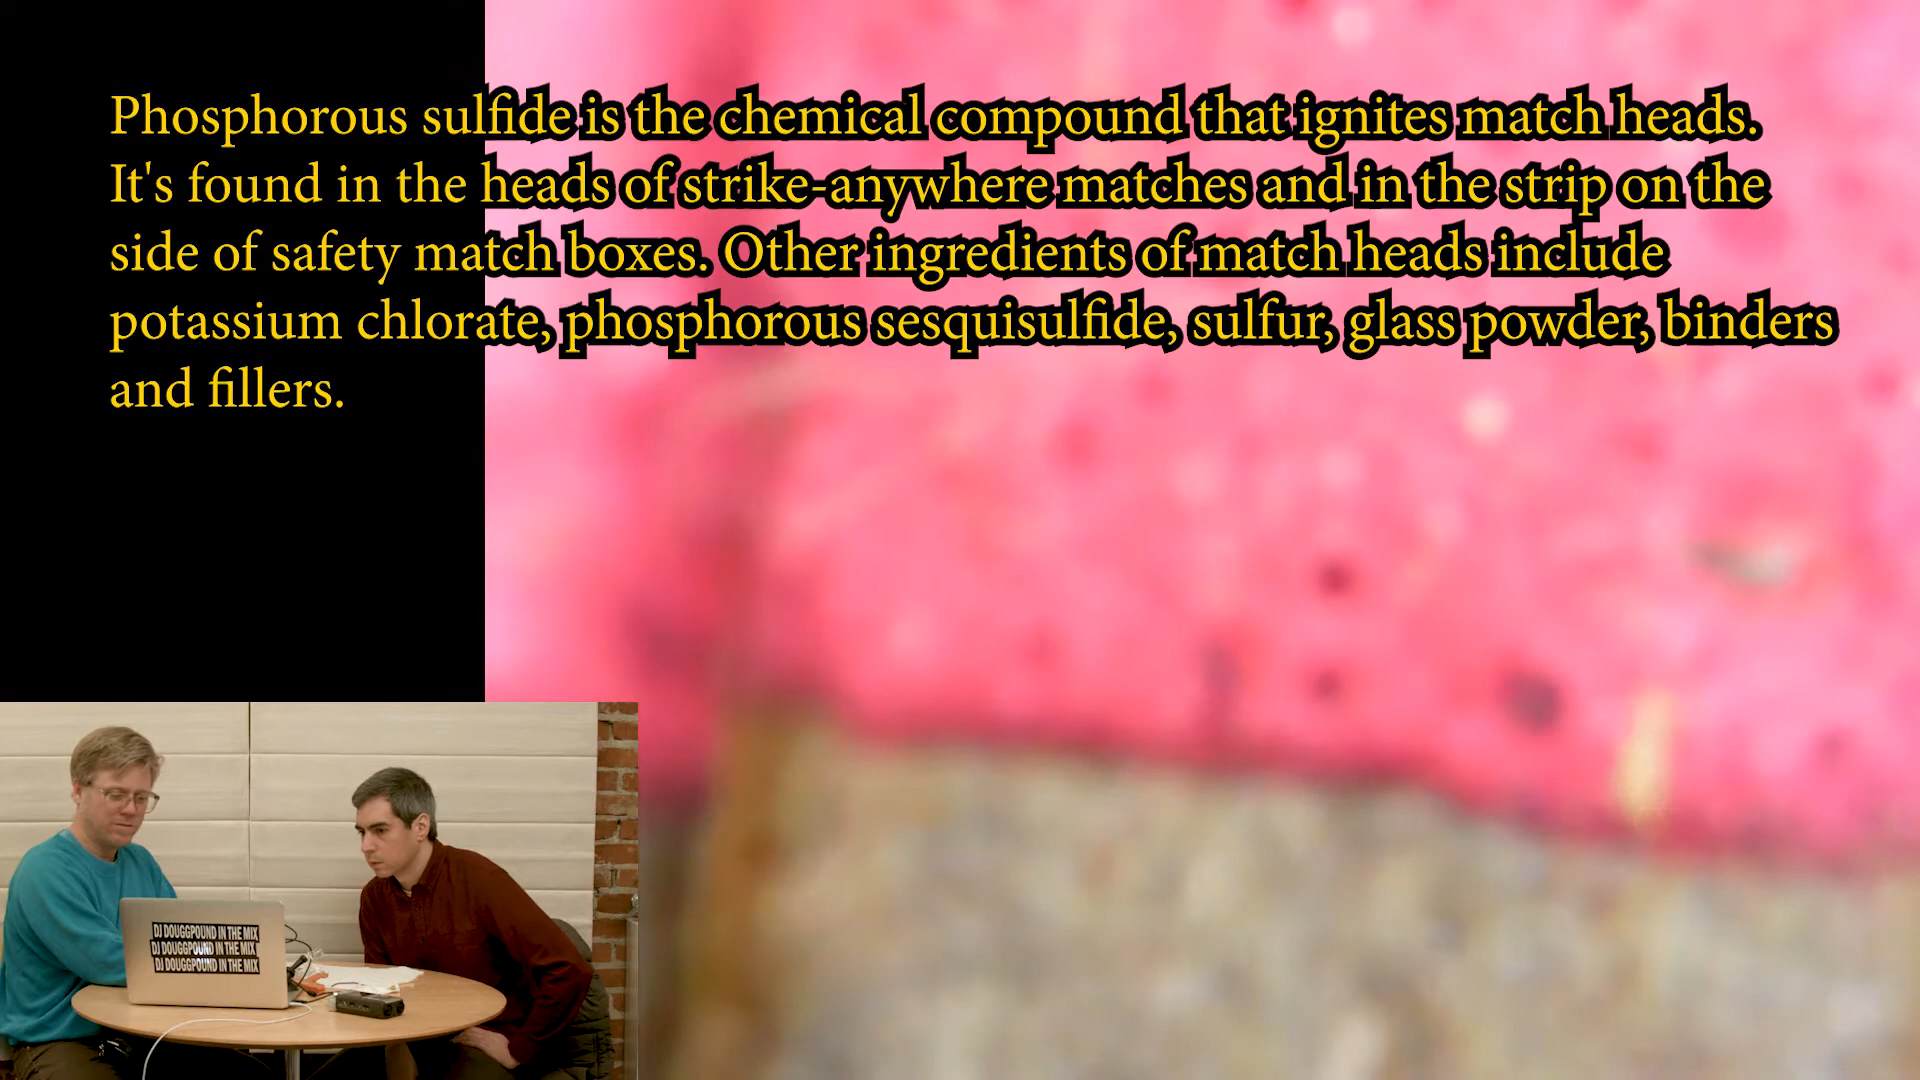 Phosphorous sulfide is the chemical compound that ignites match heads.
It's found in the heads of strike-anywhere matches and in the strip on the
side of safety match boxes. Other ingredients of match heads include
potassium chlorate, phosphorous sesquisulfide, sulfur, glass powder, binders
and fillers.
DJ DOUGGPOUND IN THE MIX
DJ DOUGGPOUND IN THE MIX
DJ DOUGGPOUND IN THE MIX